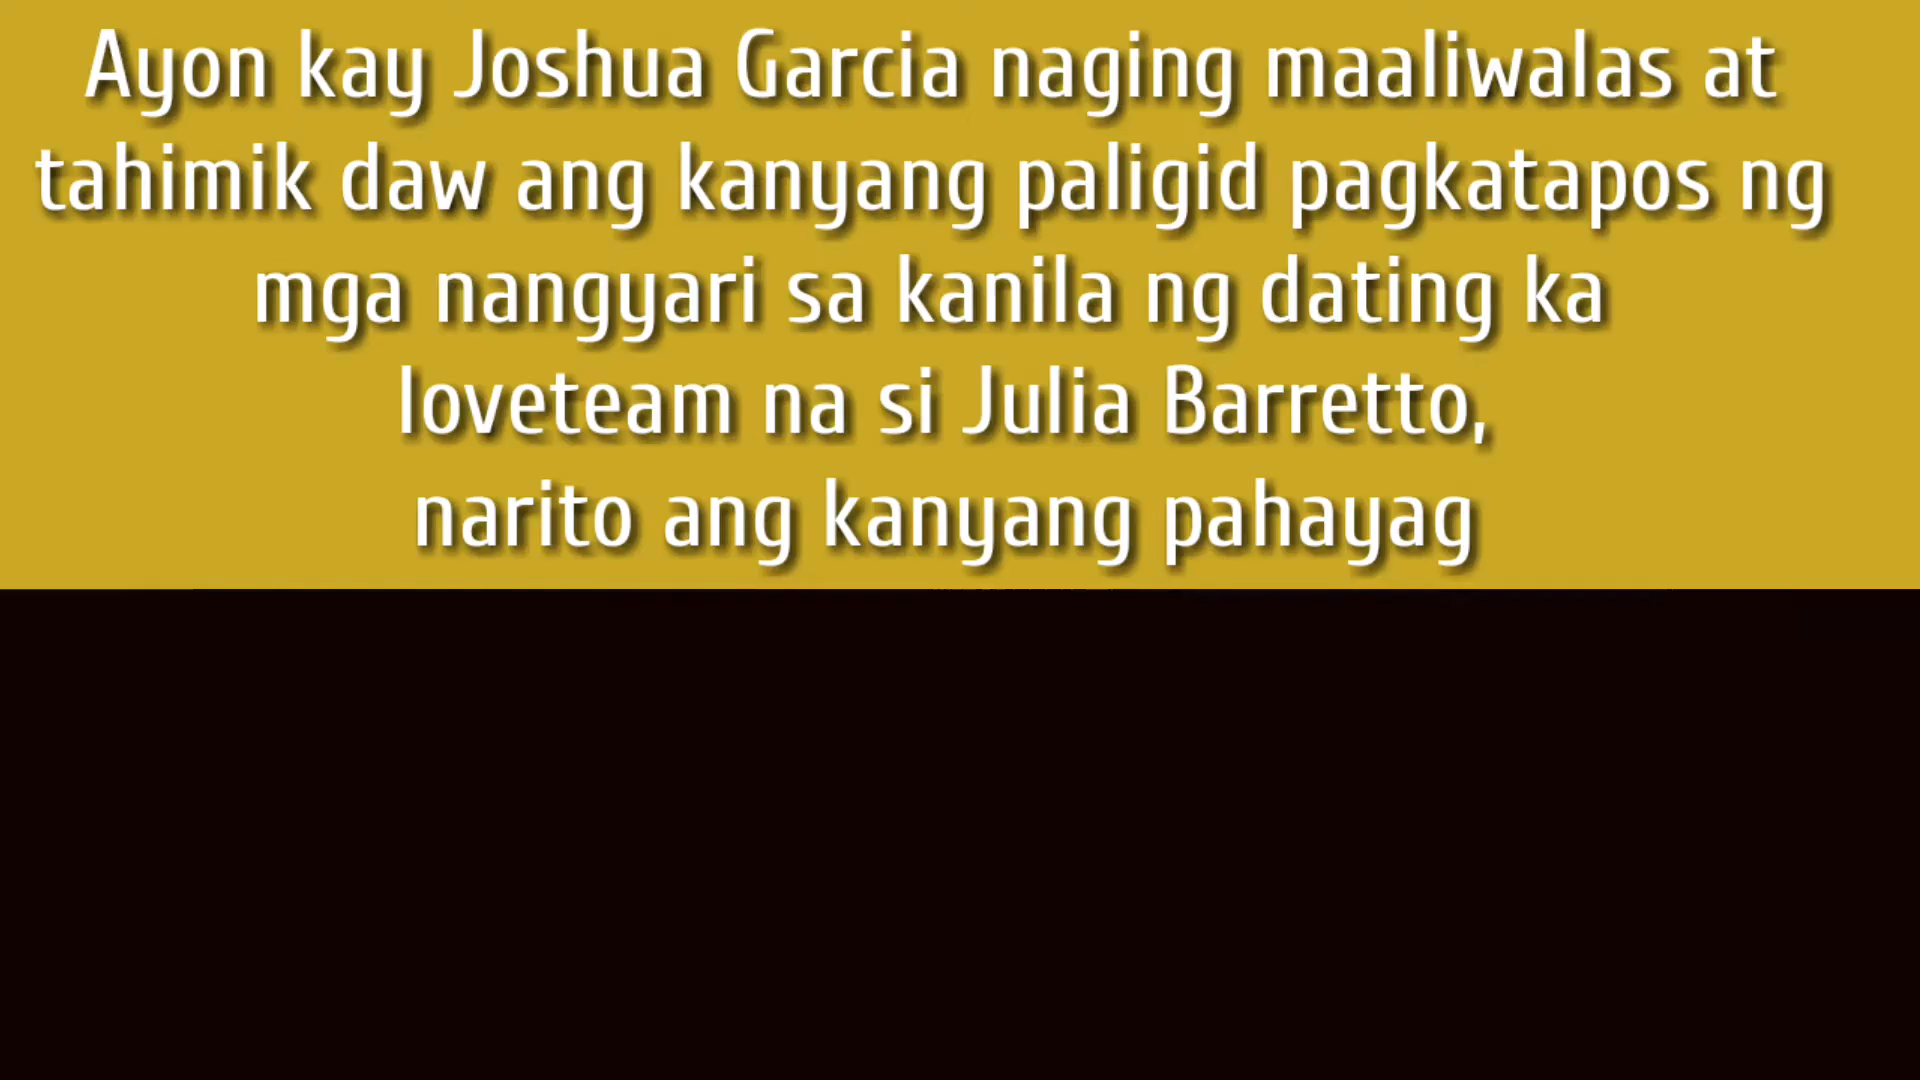 Ayon kay Joshua Garcia naging maaliwalas at
tahimik daw ang kanyang paligid pagkatapos ng
mga nangyari sa kanila ng dating ka
loveteam na si Julia Barretto,
narito ang kanyang pahayag